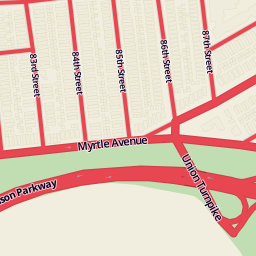 83rd Street
84th Street
85th Street
86th Street
87th Street
Myrtle Avenue
son Parkway
Union Turnpike